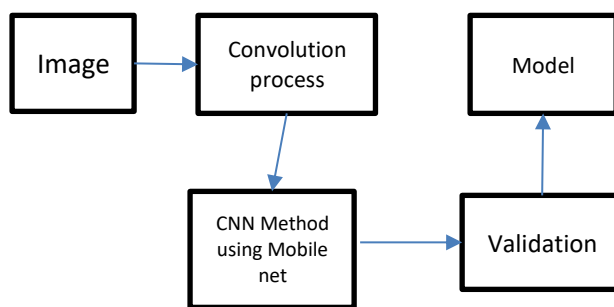 Image
Convolution
process
Model
CNN Method
using Mobile
net
Validation